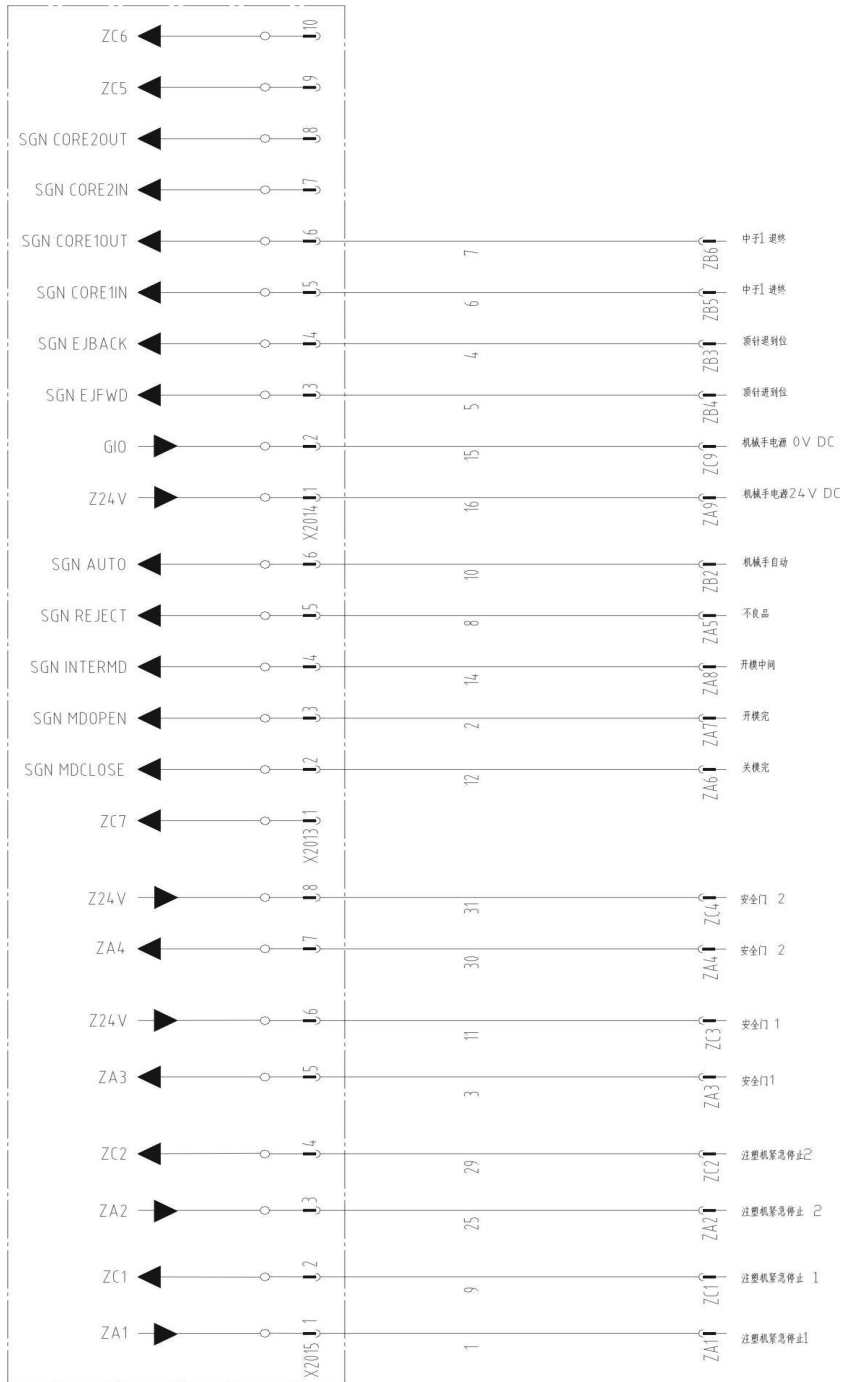 ZC6 10
ZC5 9
SGN CORE2OUT 8
SGN CORE2IN 7
SGN CORE1OUT 6 7 ZB6 中子1 退终
SGN CORE1IN 5 6 ZB5 中子1 进终
SGN EJBACK 4 4 ZB3 顶针退到位
SGN EJFWD 3 5 ZB4 顶针进到位
GIO 2 15 ZC9 机械手电源 0V DC
Z24V X2014 1 16 ZA9 机械手电源24V DC
SGN AUTO 6 10 ZB2 机械手自动
SGN REJECT 5 8 ZA5 不良品
SGN INTERMD 4 14 ZA8 开模中间
SGN MDOPEN 3 2 ZA7 开模完
SGN MDCLOSE 2 12 ZA6 关模完
ZC7 X2013 1
Z24V 8 31 ZC4 安全门 2
ZA4 7 30 ZA4 安全门 2
Z24V 6 11 ZC3 安全门 1
ZA3 5 3 ZA3 安全门1
ZC2 4 29 ZC2 注塑机紧急停止2
ZA2 3 25 ZA2 注塑机紧急停止 2
ZC1 2 9 ZC1 注塑机紧急停止 1
ZA1 X2015 1 1 ZA1 注塑机紧急停止1